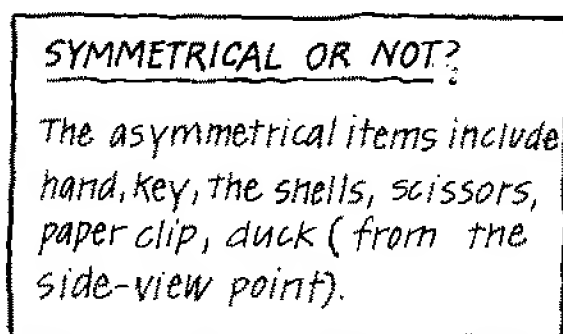 SYMMETRICAL OR NOT?
The asymmetrical items include
hand, key, the shells, scissors,
paper clip, duck (from the
side-view point).